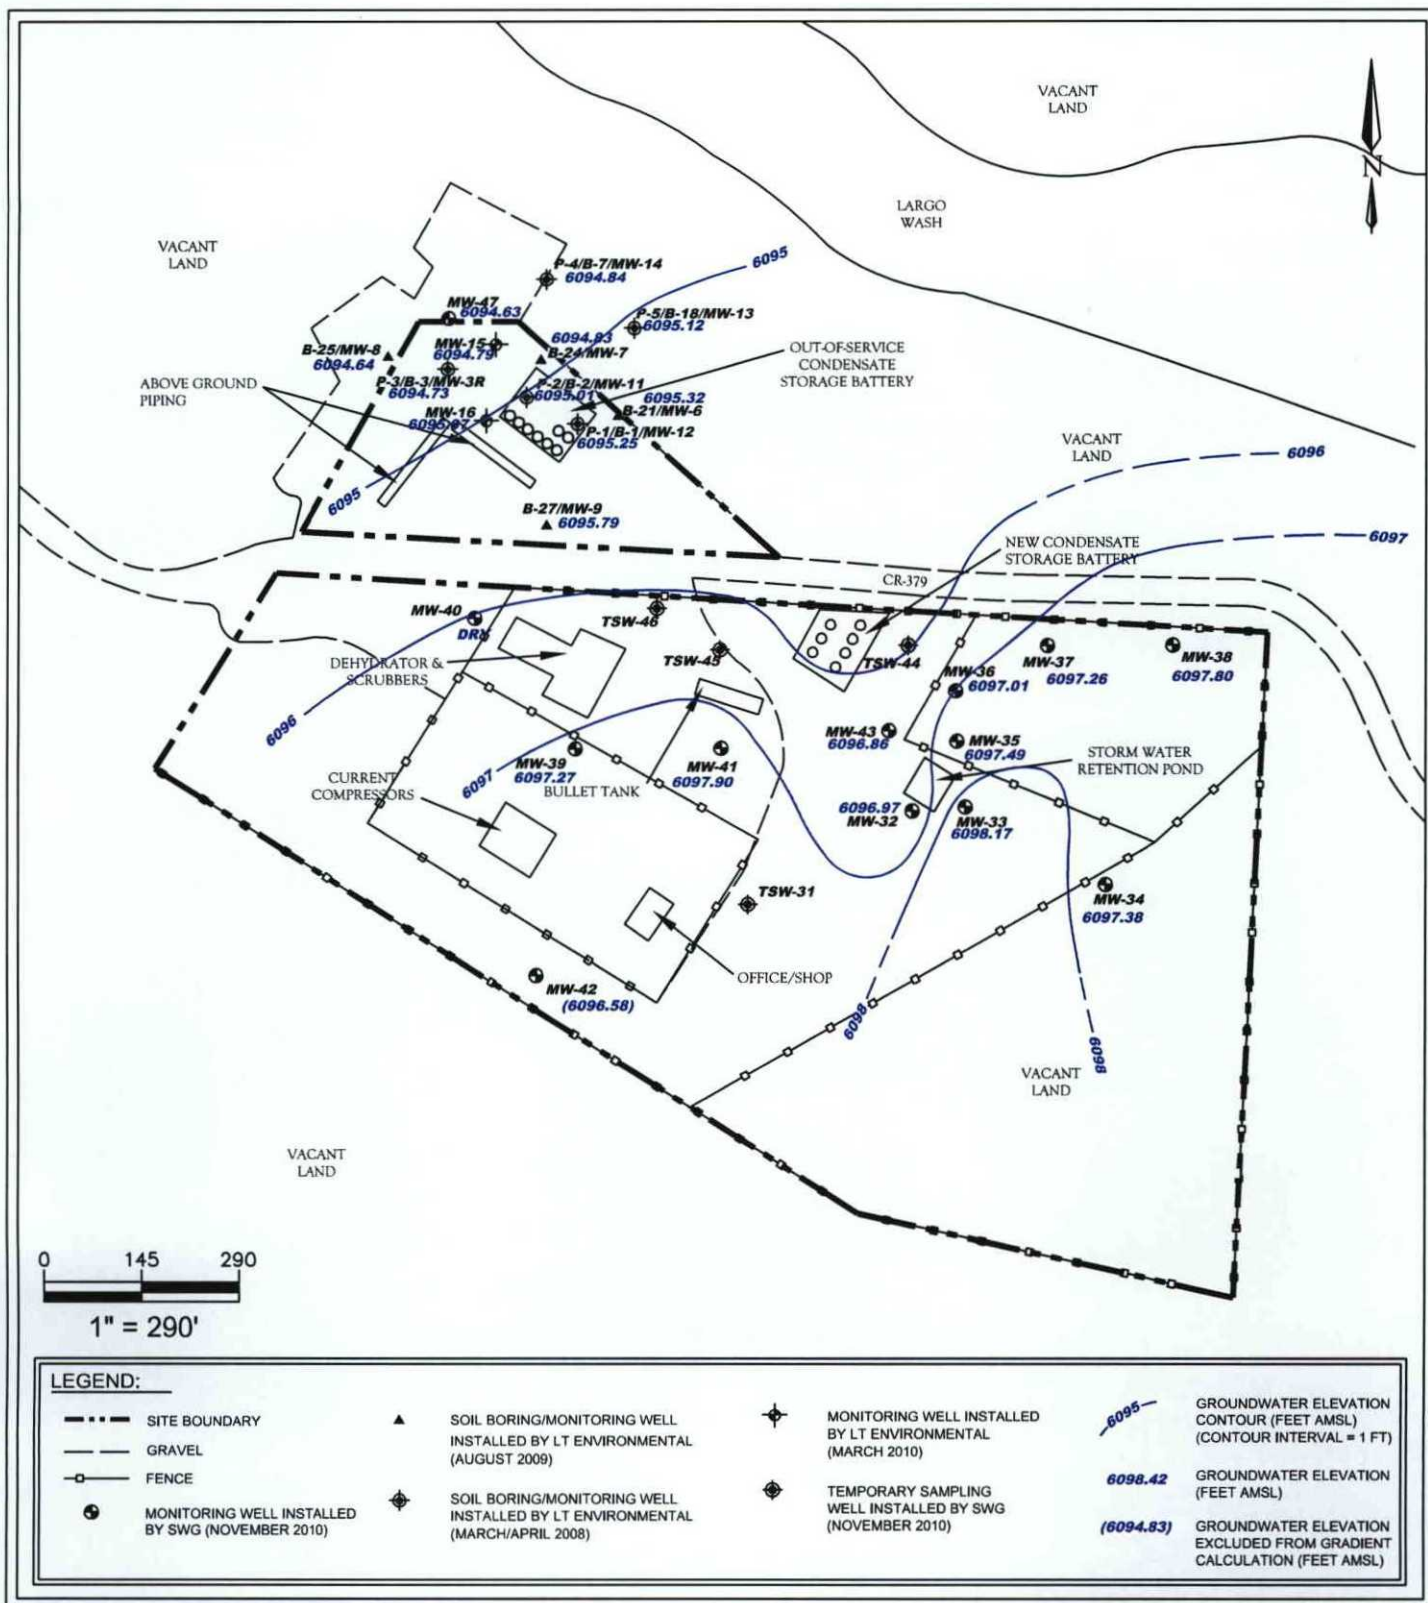 VACANT
LAND
N
LARGO
WASH
VACANT
LAND
6095
P-4/B-7/MW-14
6094.84
MW-47
6094.63
P-5/B-18/MW-13
6095.12
6094.83
B-24/MW-7
MW-15
6094.79
B-25/MW-8
6094.64
OUT-OF-SERVICE
CONDENSATE
STORAGE BATTERY
P-3/B-3/MW-3R
6094.73
P-2/B-2/MW-11
6095.01
6095.32
B-21/MW-6
ABOVE GROUND
PIPING
MW-16
P-1/B-1/MW-12
6095.25
VACANT
LAND
6096
6095
B-27/MW-9
6095.79
NEW CONDENSATE
STORAGE BATTERY
6097
CR-379
MW-40
DRY
TSW-46
TSW-45
TSW-44
DEHYDRATOR &
SCRUBBERS
MW-36
6097.01
MW-37
6097.26
MW-38
6097.80
6096
MW-43
6096.86
MW-35
6097.49
STORM WATER
RETENTION POND
MW-39
6097.27
MW-41
6097.90
6097
CURRENT
COMPRESSORS
BULLET TANK
6096.97
MW-32
MW-33
6098.17
TSW-31
MW-34
6097.38
OFFICE/SHOP
MW-42
(6096.58)
6098
6098
VACANT
LAND
VACANT
LAND
0 145 290
1" = 290'
LEGEND:
SITE BOUNDARY
GRAVEL
FENCE
MONITORING WELL INSTALLED
BY SWG (NOVEMBER 2010)
SOIL BORING/MONITORING WELL
INSTALLED BY LT ENVIRONMENTAL
(AUGUST 2009)
SOIL BORING/MONITORING WELL
INSTALLED BY LT ENVIRONMENTAL
(MARCH/APRIL 2008)
MONITORING WELL INSTALLED
BY LT ENVIRONMENTAL
(MARCH 2010)
TEMPORARY SAMPLING
WELL INSTALLED BY SWG
(NOVEMBER 2010)
6095
GROUNDWATER ELEVATION
CONTOUR (FEET AMSL)
(CONTOUR INTERVAL = 1 FT)
6098.42
GROUNDWATER ELEVATION
(FEET AMSL)
(6094.83)
GROUNDWATER ELEVATION
EXCLUDED FROM GRADIENT
CALCULATION (FEET AMSL)